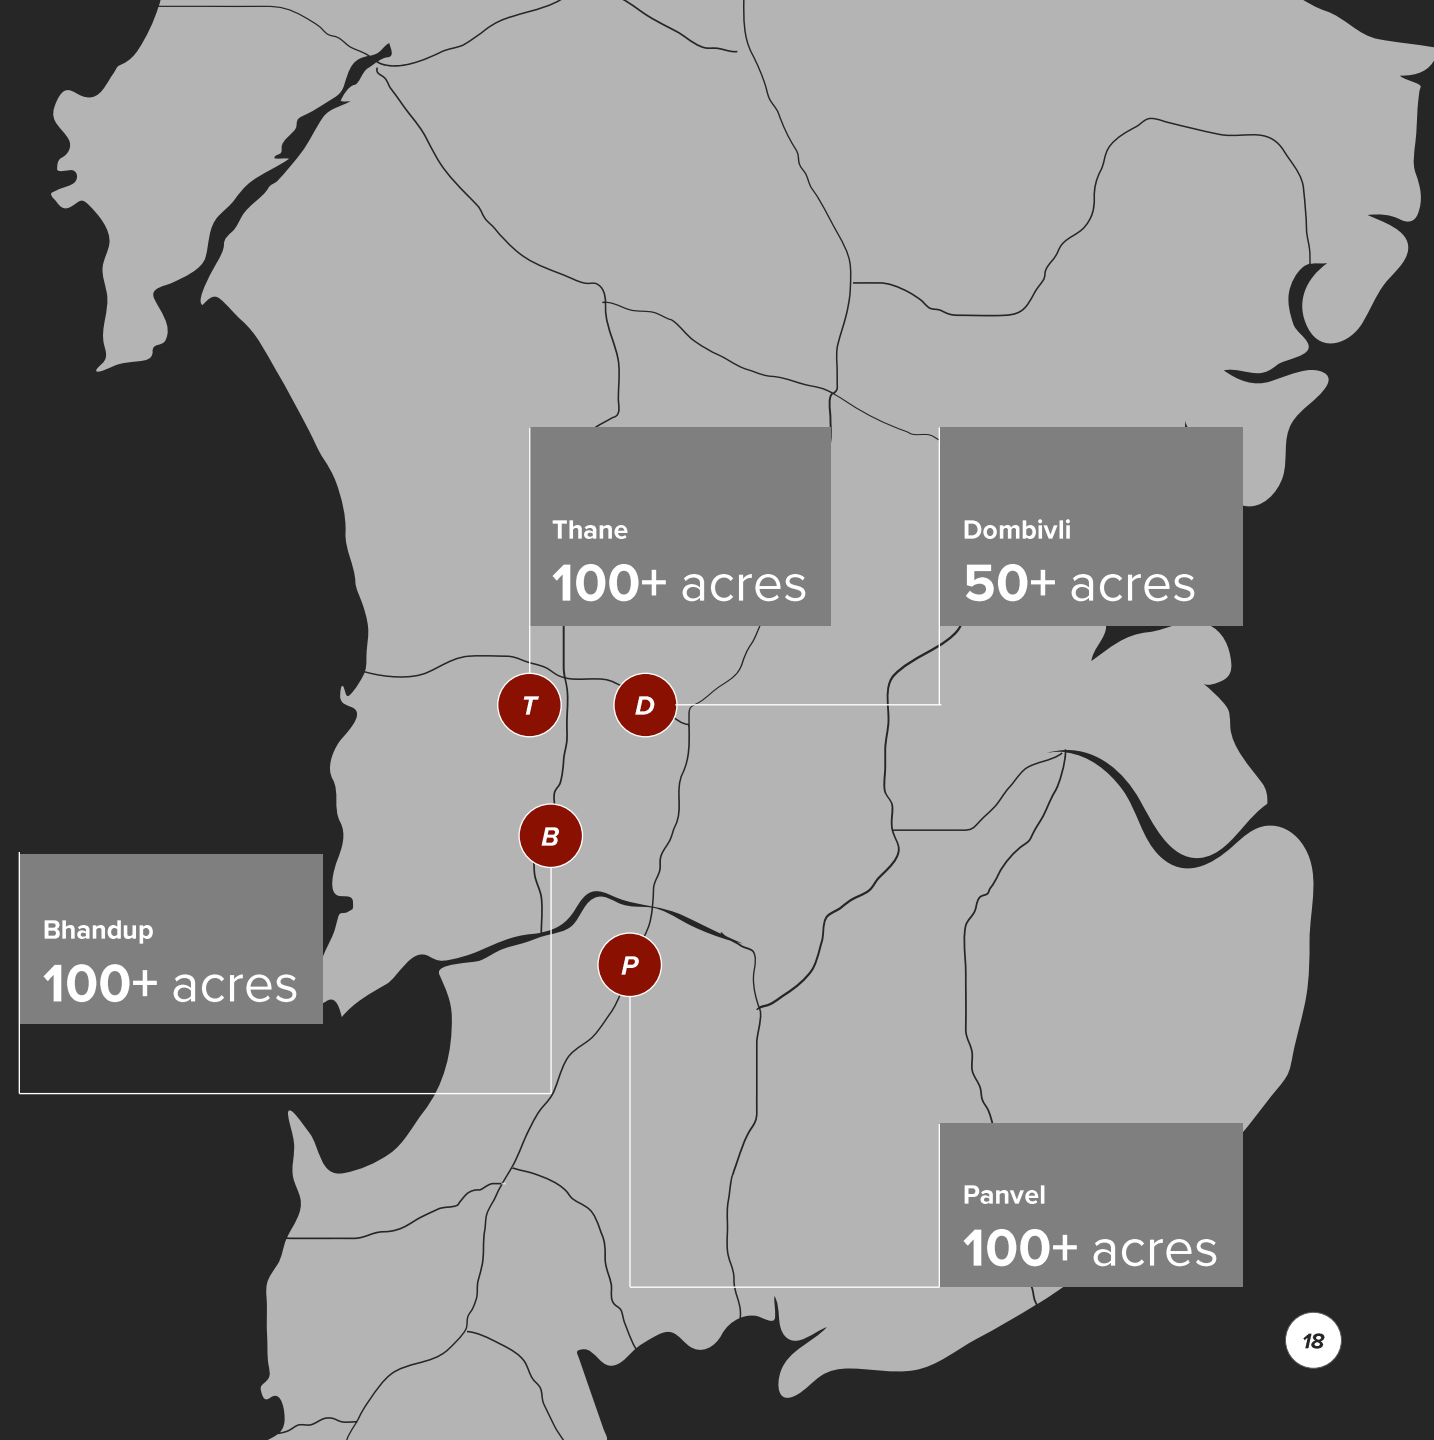 Thane
100+ acres
Dombivli
50+ acres
T
D
B
Bhandup
100+ acres
P
Panvel
100+ acres
18